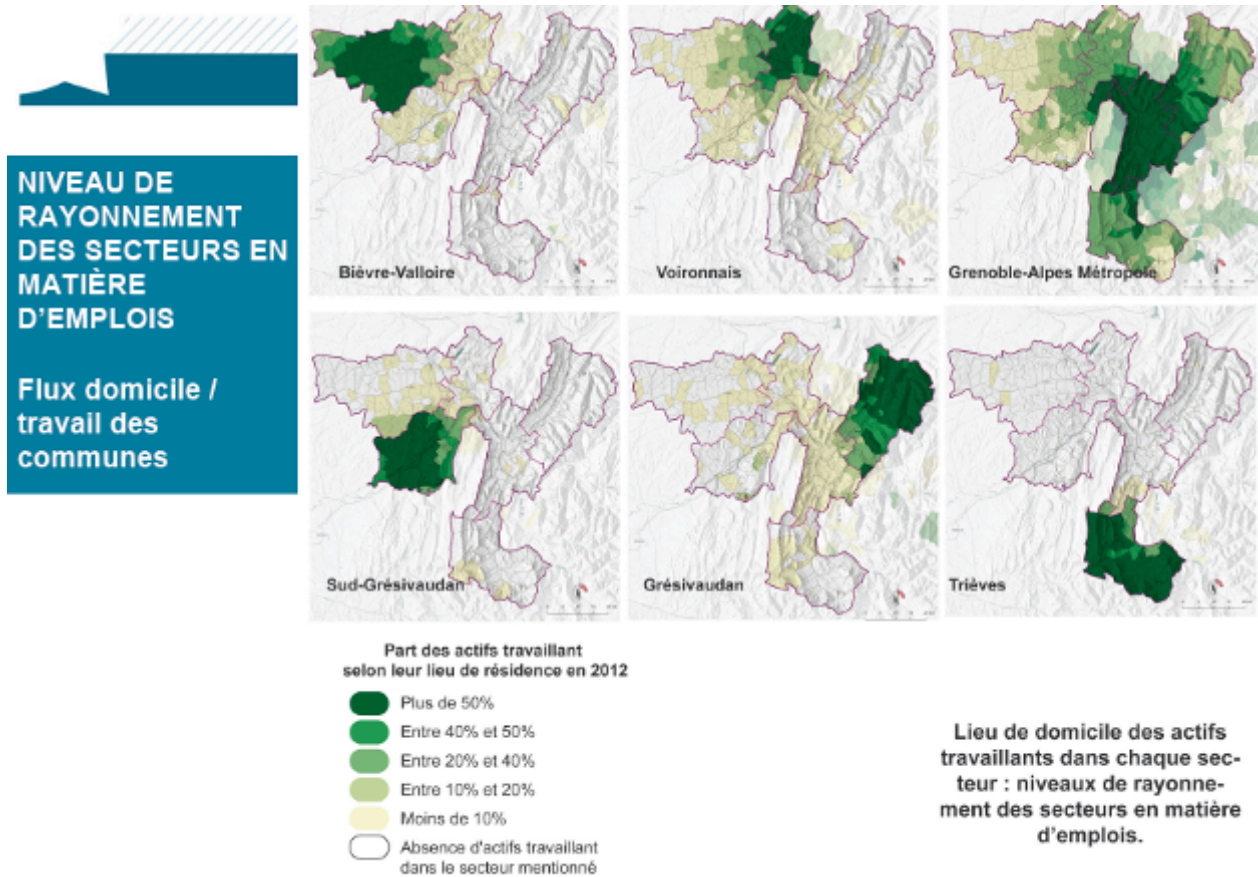 NIVEAU DE
RAYONNEMENT
DES SECTEURS EN
MATIÈRE
D'EMPLOIS
Flux domicile /
travail des
communes
Bièvre-Valloire
Voironnais
Grenoble-Alpes Métropole
Sud-Grésivaudan
Grésivaudan
Trièves
Part des actifs travaillant
selon leur lieu de résidence en 2012
Plus de 50%
Entre 40% et 50%
Entre 20% et 40%
Entre 10% et 20%
Moins de 10%
Absence d'actifs travaillant
dans le secteur mentionné
Lieu de domicile des actifs
travaillants dans chaque sec-
teur : niveaux de rayonne-
ment des secteurs en matière
d'emplois.